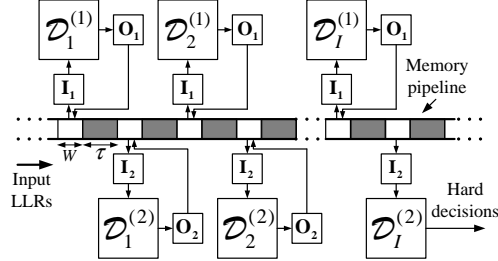 𝒟₁⁽¹⁾ O₁ 𝒟₂⁽¹⁾ O₁ 𝒟_I⁽¹⁾ O₁
I₁ I₁ I₁
Memory
pipeline
W τ
Input
LLRs
I₂ I₂ I₂
𝒟₁⁽²⁾ O₂ 𝒟₂⁽²⁾ O₂ 𝒟_I⁽²⁾
Hard
decisions